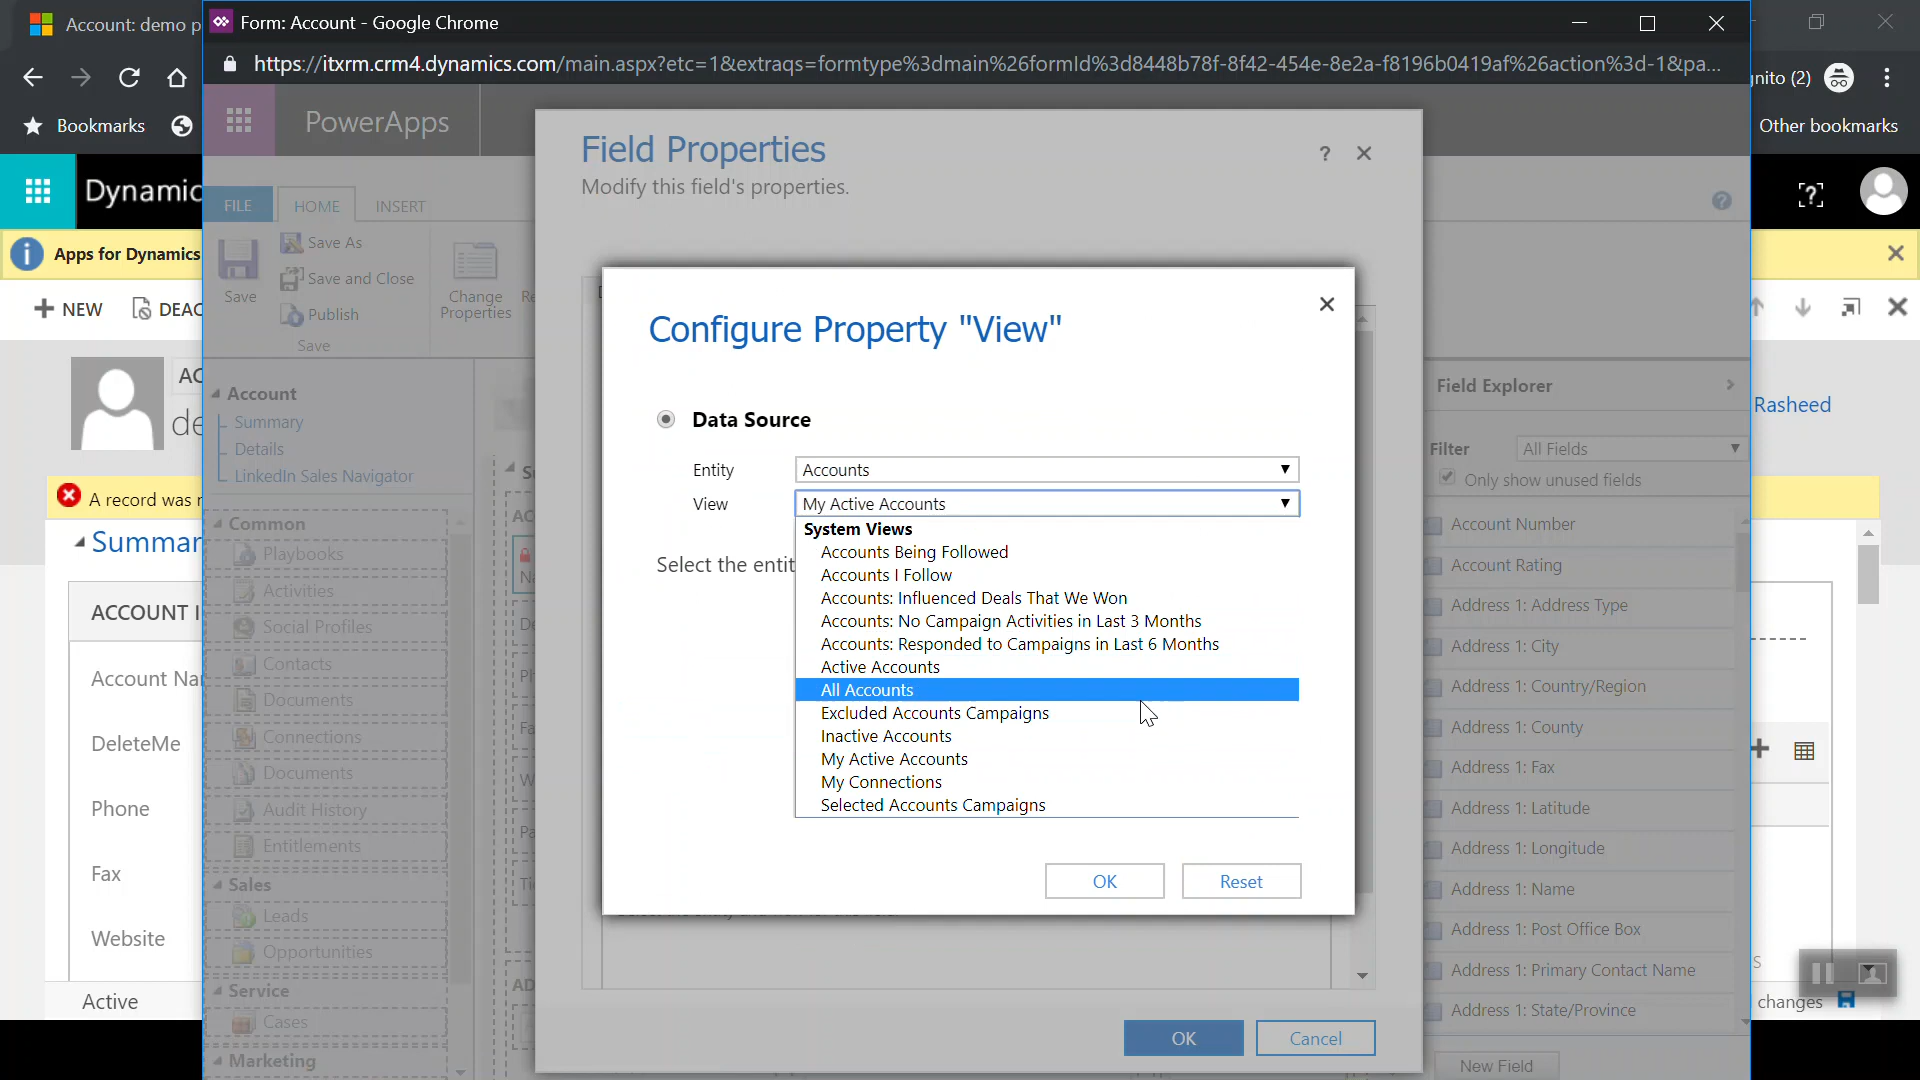 Account: demo p
Form: Account - Google Chrome
https://itxrm.crm4.dynamics.com/main.aspx?etc=1&extraqs=formtype%3dmain%26formId%3d8448b78f-8f42-454e-8e2a-f8196b0419af%26action%3d-1&pa...
nito (2)
Bookmarks
Other bookmarks
PowerApps
Dynamic
Field Properties
Modify this field's properties.
FILE
HOME
INSERT
Apps for Dynamics
Save
Save As
Save and Close
Publish
Save
Change
Properties
NEW
DEAC
Configure Property "View"
Data Source
Entity
Accounts
View
My Active Accounts
System Views
Accounts Being Followed
Accounts I Follow
Accounts: Influenced Deals That We Won
Accounts: No Campaign Activities in Last 3 Months
Accounts: Responded to Campaigns in Last 6 Months
Active Accounts
All Accounts
Excluded Accounts Campaigns
Inactive Accounts
My Active Accounts
My Connections
Selected Accounts Campaigns
Select the entit
OK
Reset
OK
Cancel
Account
Summary
Details
LinkedIn Sales Navigator
Common
Playbooks
Activities
Social Profiles
Contacts
Documents
Connections
Documents
Audit History
Entitlements
Sales
Leads
Opportunities
Service
Cases
Marketing
Field Explorer
Filter
All Fields
Only show unused fields
Account Number
Account Rating
Address 1: Address Type
Address 1: City
Address 1: Country/Region
Address 1: County
Address 1: Fax
Address 1: Latitude
Address 1: Longitude
Address 1: Name
Address 1: Post Office Box
Address 1: Primary Contact Name
Address 1: State/Province
New Field
AC
de
Rasheed
A record was r
Summar
ACCOUNT I
Account Na
DeleteMe
Phone
Fax
Website
Active
changes